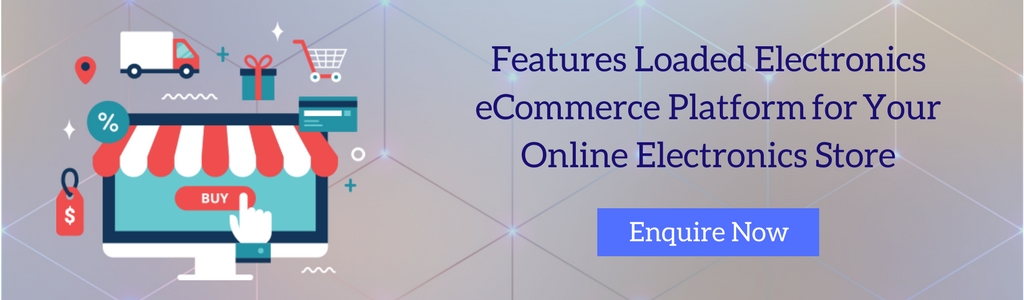 Features Loaded Electronics
eCommerce Platform for Your
Online Electronics Store
Enquire Now
%
BUY
$